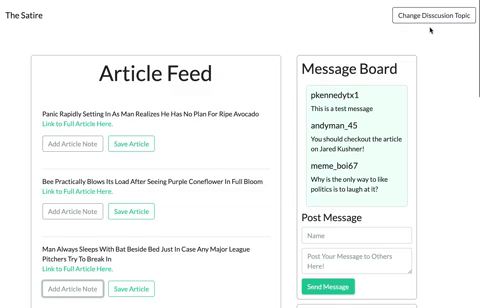 The Satire
Change Disscusion Topic
Article Feed
Panic Rapidly Setting In As Man Realizes He Has No Plan For Ripe Avocado
Link to Full Article Here.
Add Article Note
Save Article
Bee Practically Blows Its Load After Seeing Purple Coneflower In Full Bloom
Link to Full Article Here.
Add Article Note
Save Article
Man Always Sleeps With Bat Beside Bed Just In Case Any Major League
Pitchers Try To Break In
Link to Full Article Here.
Add Article Note
Save Article
Message Board
pkennedytx1
This is a test message
andyman_45
You should checkout the article
on Jared Kushner!
meme_boi67
Why is the only way to like
politics is to laugh at it?
Post Message
Name
Post Your Message to Others
Here!
Send Message